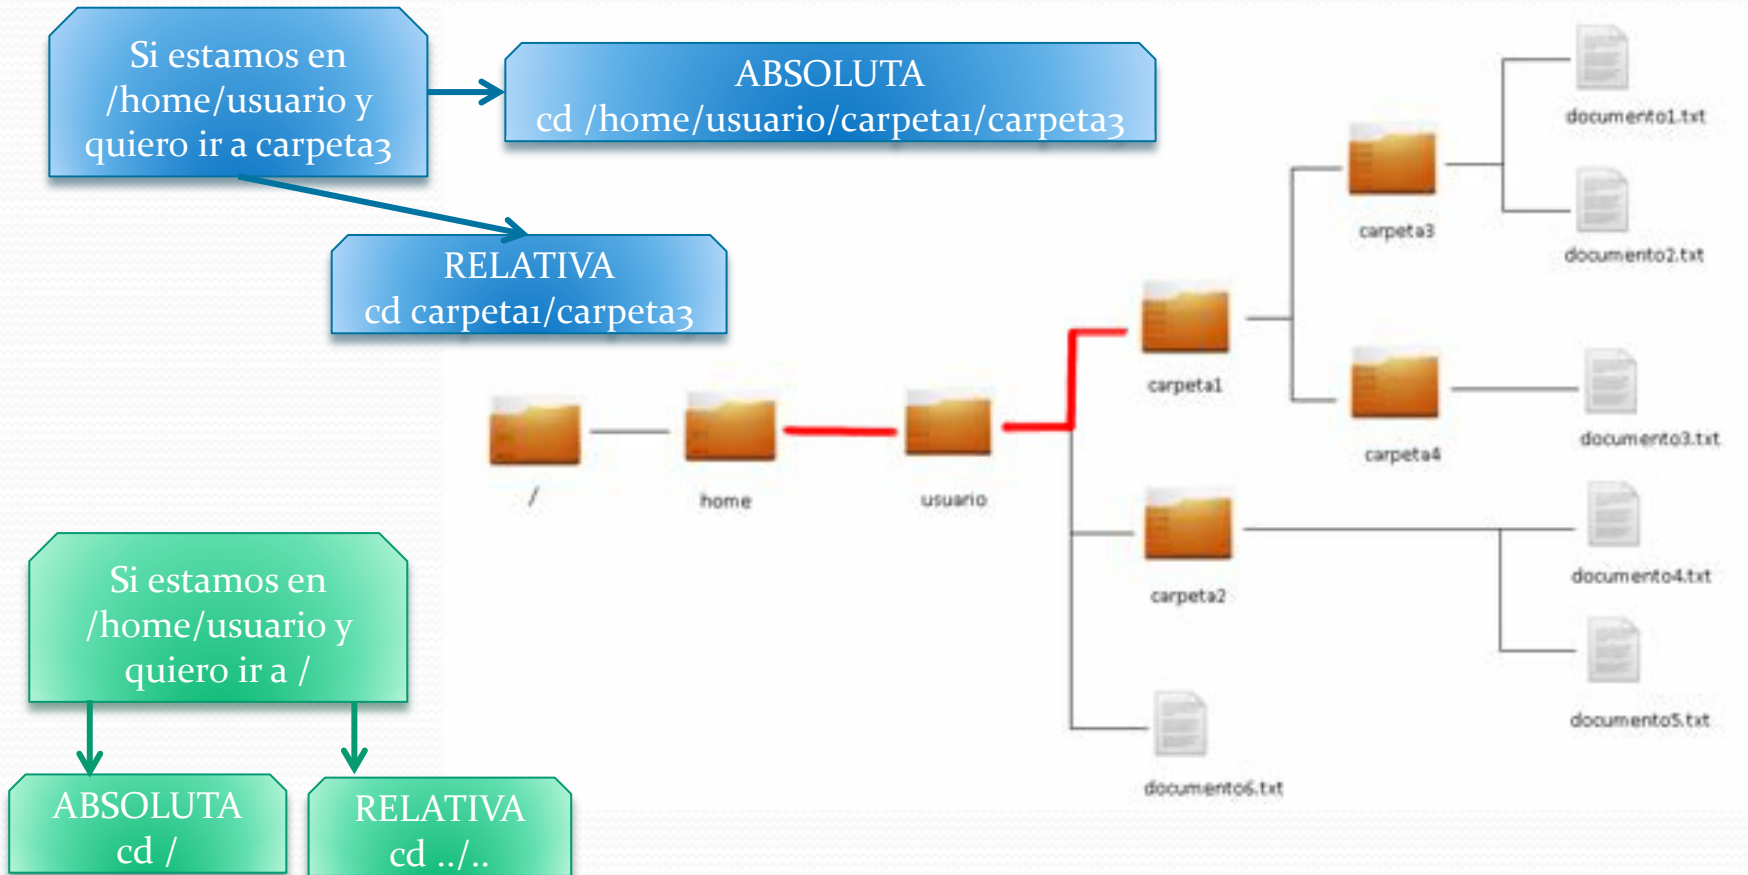 Si estamos en
/home/usuario y
quiero ir a carpeta3
ABSOLUTA
cd /home/usuario/carpeta1/carpeta3
RELATIVA
cd carpeta1/carpeta3
documento1.txt
carpeta3
documento2.txt
carpeta1
documento3.txt
carpeta4
/
home
usuario
documento4.txt
carpeta2
documento5.txt
documento6.txt
Si estamos en
/home/usuario y
quiero ir a /
ABSOLUTA
cd /
RELATIVA
cd ../..